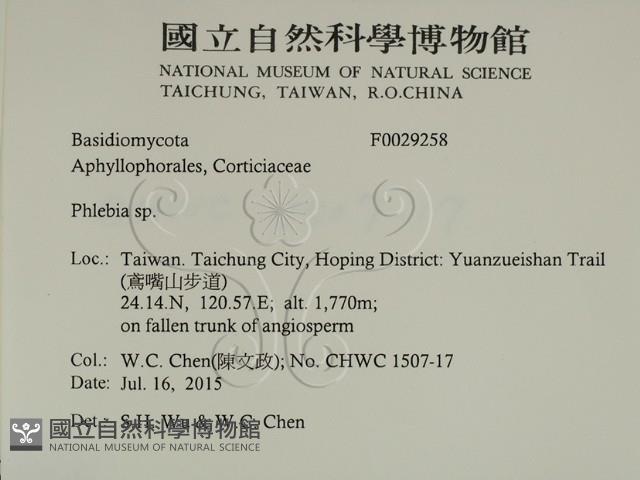 國立自然科學博物館
NATIONAL MUSEUM OF NATURAL SCIENCE
TAICHUNG, TAIWAN, R.O.CHINA
Basidiomycota F0029258
Aphyllophorales, Corticiaceae
Phlebia sp.
Loc.: Taiwan. Taichung City, Hoping District: Yuanzueishan Trail
(鳶嘴山步道)
24.14.N, 120.57.E; alt. 1,770m;
on fallen trunk of angiosperm
Col.: W.C. Chen(陳文政); No. CHWC 1507-17
Date: Jul. 16, 2015
Det.: S.H. Wu & W.C. Chen
國立自然科學博物館
NATIONAL MUSEUM OF NATURAL SCIENCE